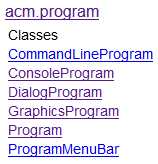 acm.program
Classes
CommandLineProgram
ConsoleProgram
DialogProgram
GraphicsProgram
Program
ProgramMenuBar